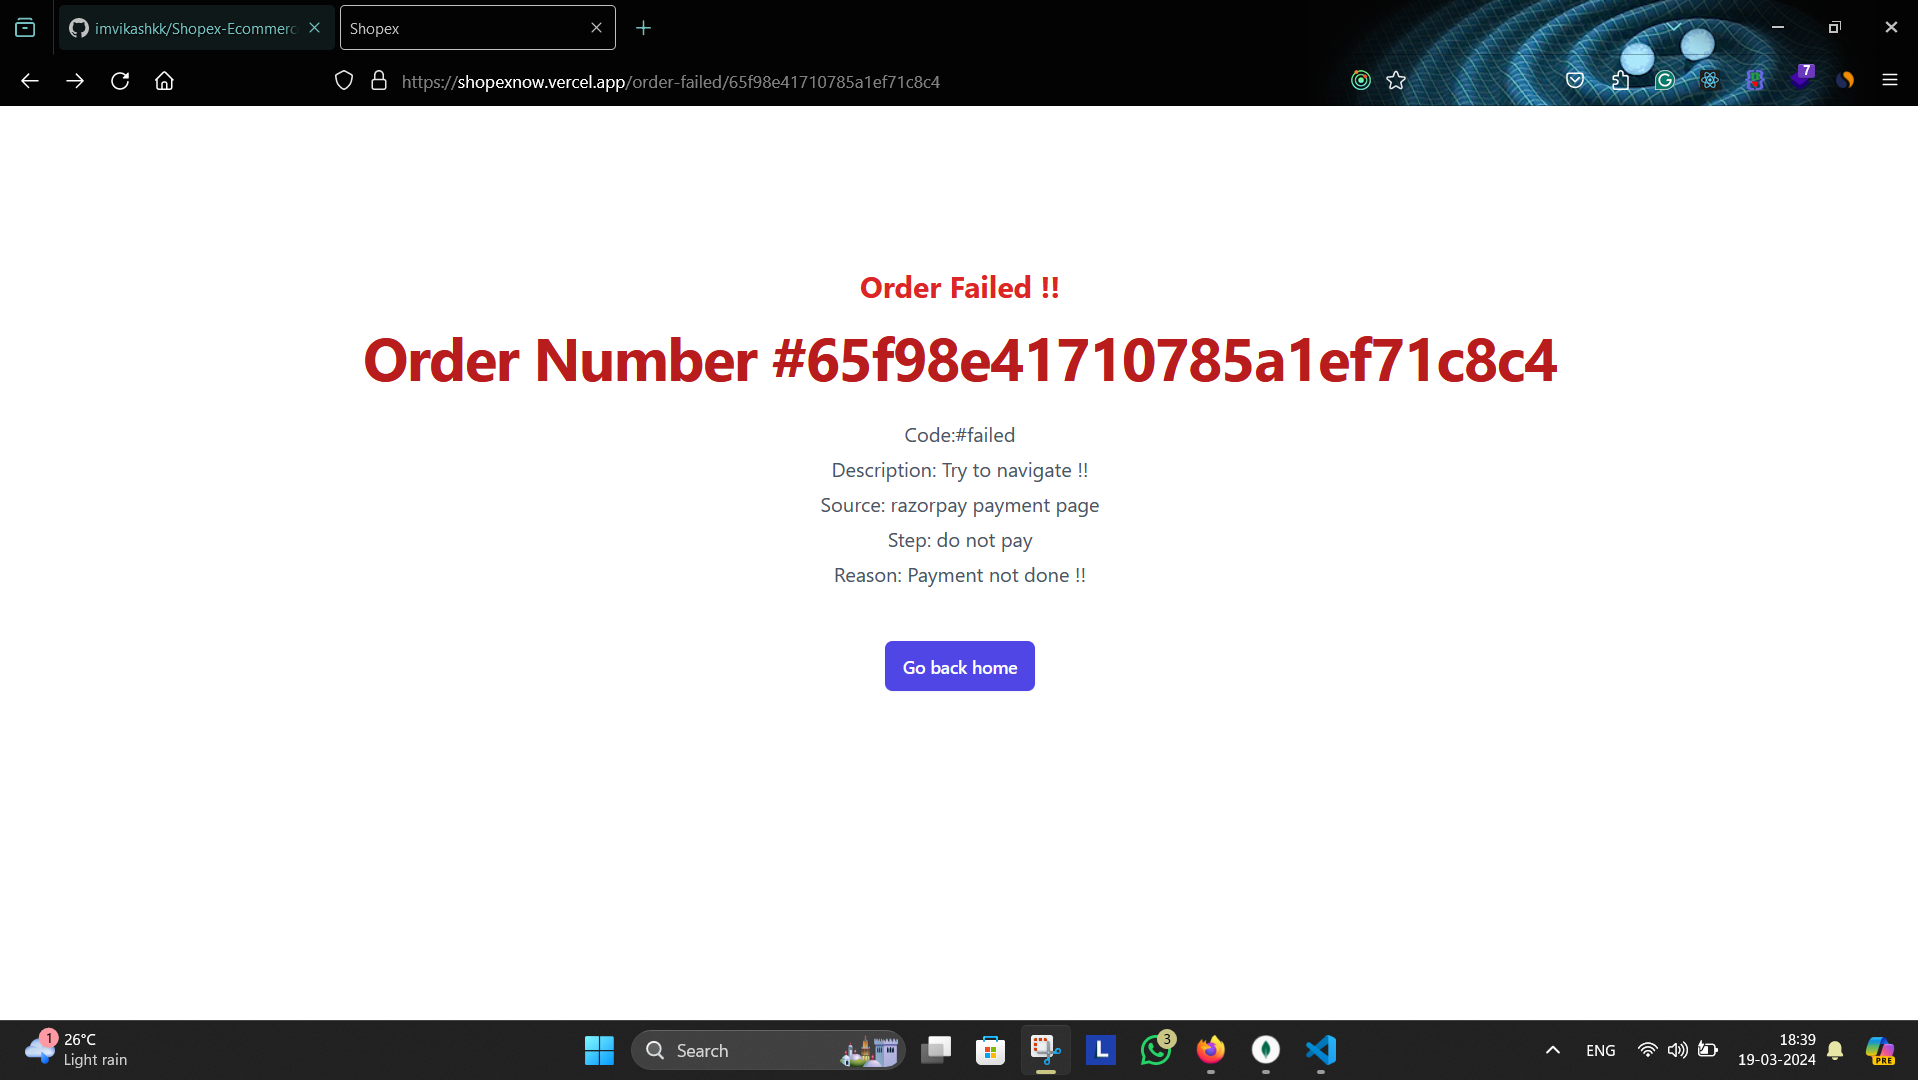 imvikashkk/Shopex-Ecommerc
Shopex
7
https://shopexnow.vercel.app/order-failed/65f98e41710785a1ef71c8c4
Order Failed !!
Order Number #65f98e41710785a1ef71c8c4
Code:#failed
Description: Try to navigate !!
Source: razorpay payment page
Step: do not pay
Reason: Payment not done !!
Go back home
1
26°C
Light rain
Search
L
3
ENG
18:39
19-03-2024
PRE